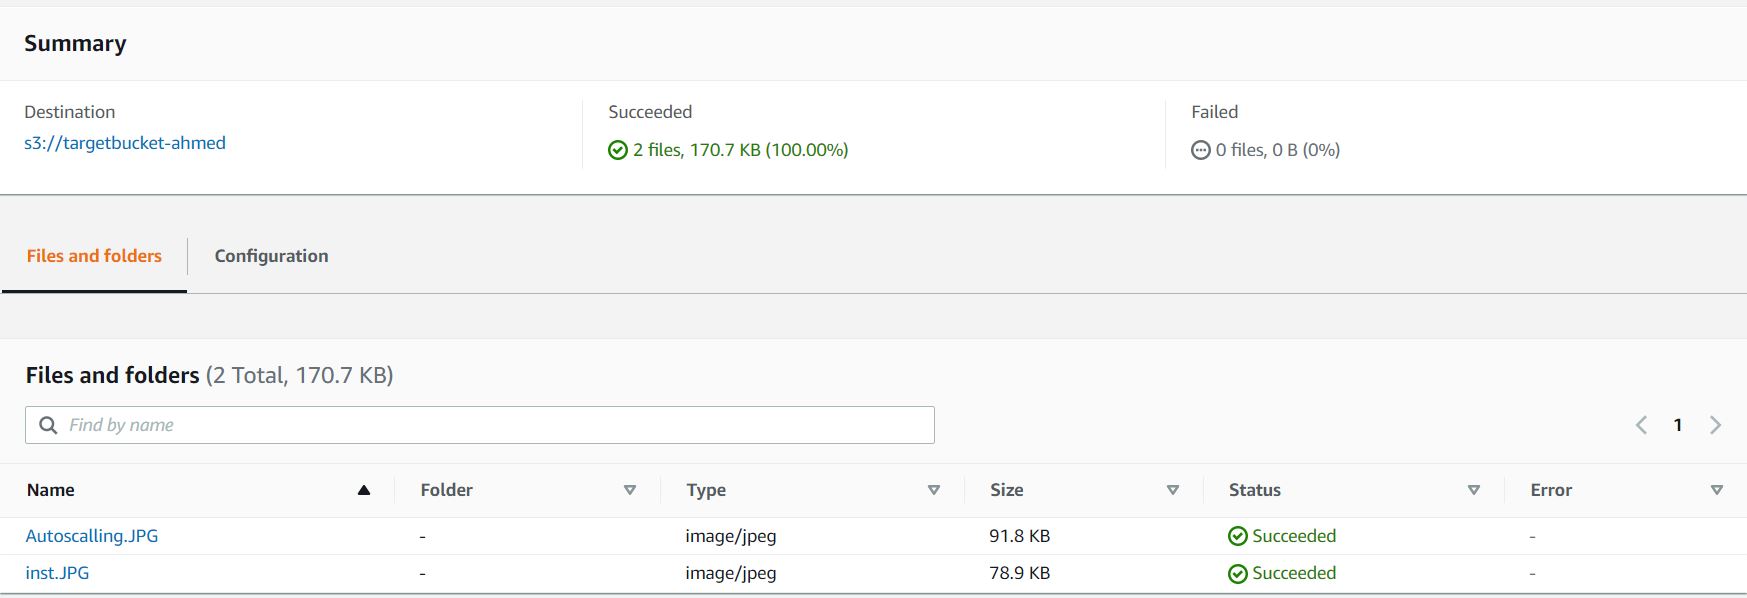 Summary
Destination Succeeded Failed
s3://targetbucket-ahmed 2 files, 170.7 KB (100.00%) 0 files, 0 B (0%)
Files and folders Configuration
Files and folders (2 Total, 170.7 KB)
Find by name 1
Name Folder Type Size Status Error
Autoscalling.JPG - image/jpeg 91.8 KB Succeeded -
inst.JPG - image/jpeg 78.9 KB Succeeded -